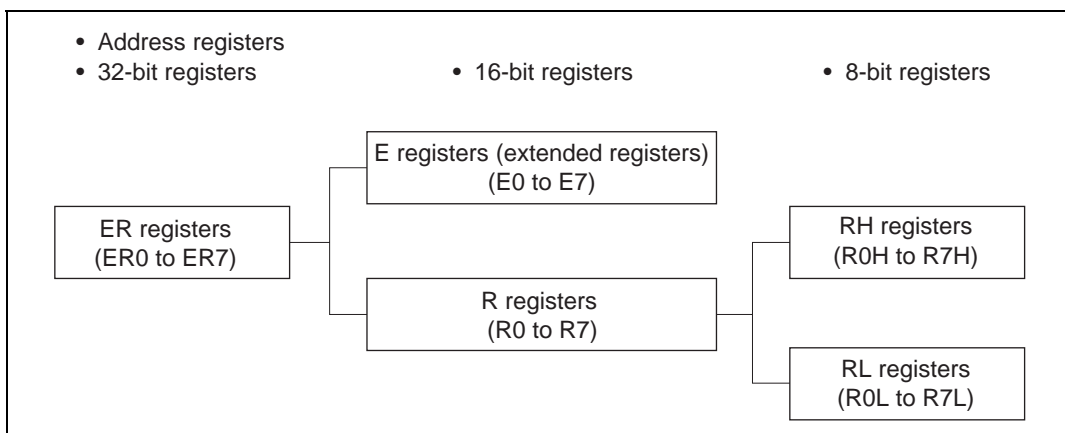 • Address registers
• 32-bit registers
• 16-bit registers
• 8-bit registers
E registers (extended registers)
(E0 to E7)
ER registers
(ER0 to ER7)
RH registers
(R0H to R7H)
R registers
(R0 to R7)
RL registers
(R0L to R7L)